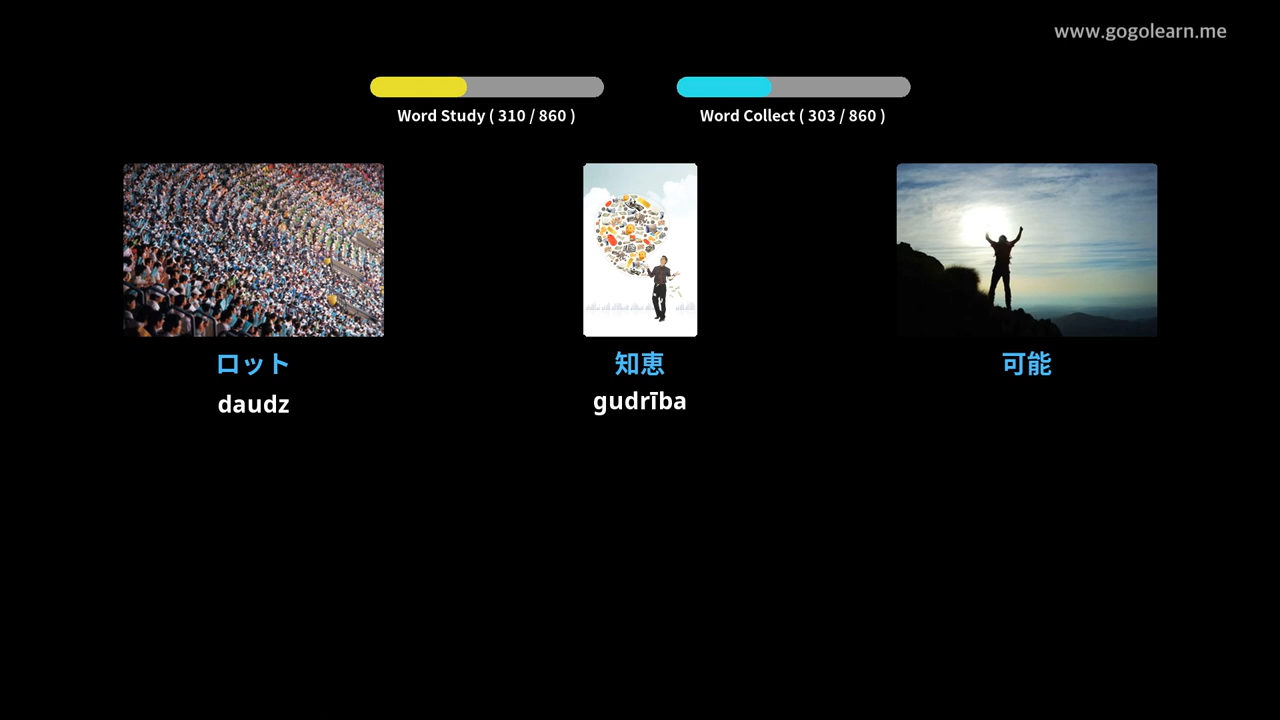 www.gogolearn.me
Word Study ( 310 / 860 )
Word Collect ( 303 / 860 )
ロット
知恵
可能
daudz
gudrība